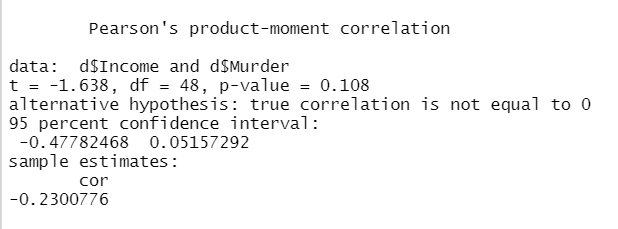 Pearson's product-moment correlation
data: d$Income and d$Murder
t = -1.638, df = 48, p-value = 0.108
alternative hypothesis: true correlation is not equal to 0
95 percent confidence interval:
-0.47782468 0.05157292
sample estimates:
cor
-0.2300776